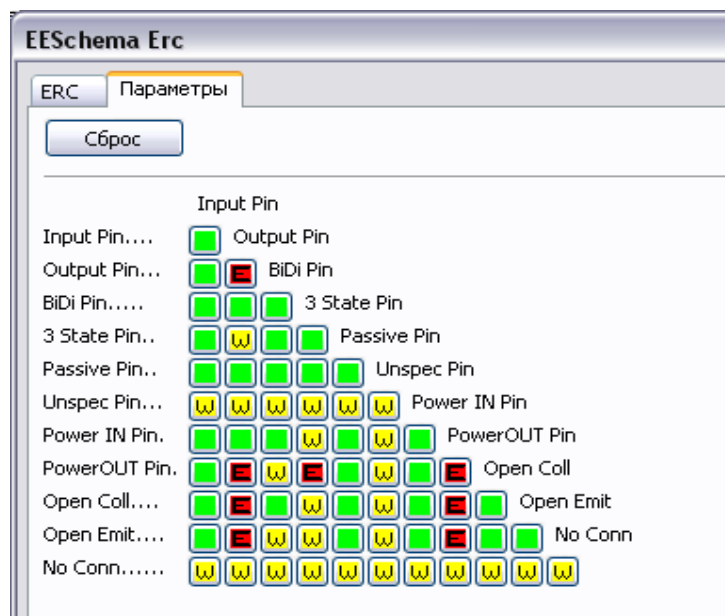 EESchema Erc
ERC Параметры
Сброс
Input Pin
Input Pin.... Output Pin
Output Pin... E BiDi Pin
BiDi Pin..... 3 State Pin
3 State Pin.. W Passive Pin
Passive Pin.. Unspec Pin
Unspec Pin... W W W W W W Power IN Pin
Power IN Pin. W W PowerOUT Pin
PowerOUT Pin. E W E W E Open Coll
Open Coll.... E W W E Open Emit
Open Emit.... E W W W E No Conn
No Conn...... W W W W W W W W W W W